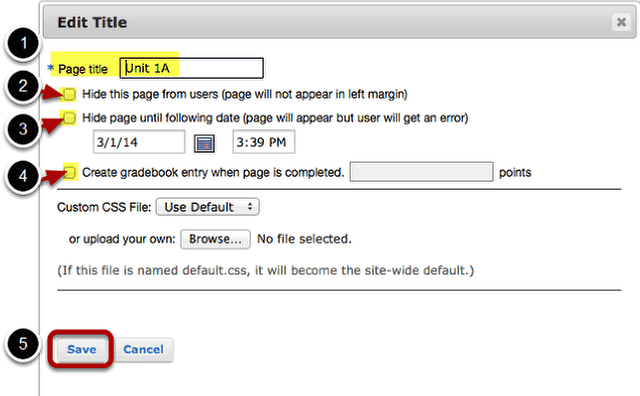 Edit Title
1
* Page title Unit 1A
2 Hide this page from users (page will not appear in left margin)
3 Hide page until following date (page will appear but user will get an error)
3/1/14 3:39 PM
4 Create gradebook entry when page is completed. points
Custom CSS File: Use Default
or upload your own: Browse... No file selected.
(If this file is named default.css, it will become the site-wide default.)
5 Save Cancel